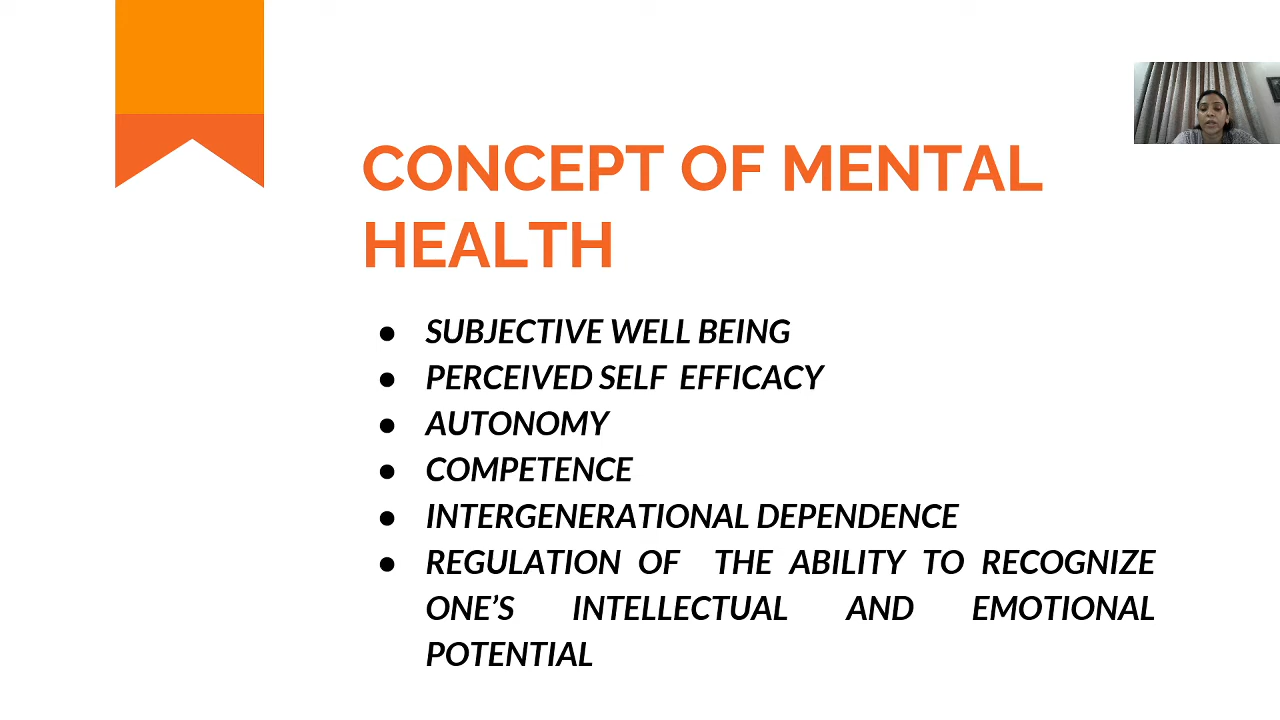 CONCEPT OF MENTAL
HEALTH
● SUBJECTIVE WELL BEING
● PERCEIVED SELF EFFICACY
● AUTONOMY
● COMPETENCE
● INTERGENERATIONAL DEPENDENCE
● REGULATION OF THE ABILITY TO RECOGNIZE
ONE’S INTELLECTUAL AND EMOTIONAL
POTENTIAL